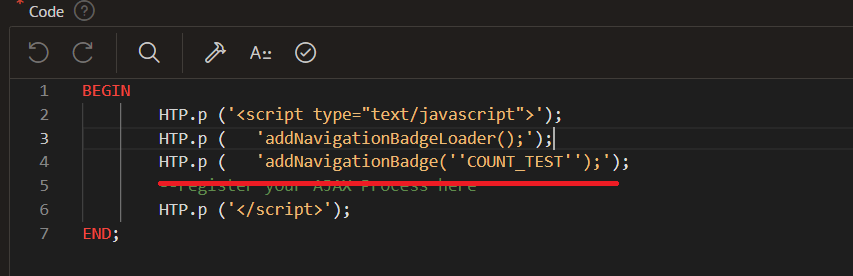 * Code ?
A::
1 BEGIN
2 HTP.p ('<script type="text/javascript">');
3 HTP.p (   'addNavigationBadgeLoader();');
4 HTP.p (   'addNavigationBadge(''COUNT_TEST'');');
5 --register your AJAX Process here
6 HTP.p ('</script>');
7 END;